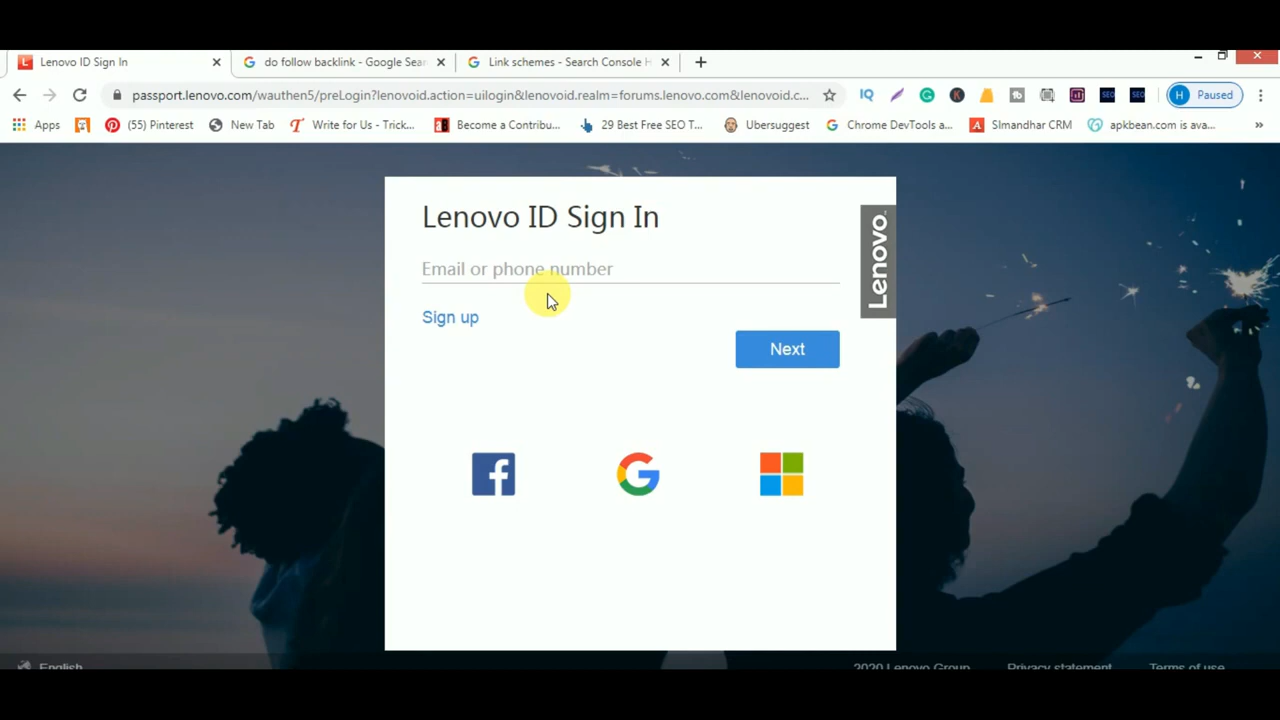 Lenovo ID Sign In
do follow backlink - Google Sear
Link schemes - Search Console H
passport.lenovo.com/wauthen5/preLogin?lenovoid.action=uilogin&lenovoid.realm=forums.lenovo.com&lenovoid.c...
IQ
SEO
SEO
H Paused
Apps
(55) Pinterest
New Tab
Write for Us - Trick...
Become a Contribu...
29 Best Free SEO T...
Ubersuggest
Chrome DevTools a...
SImandhar CRM
apkbean.com is ava...
»
Lenovo ID Sign In
Lenovo
Email or phone number
Sign up
Next
English
2020 Lenovo Group
Privacy statement
Terms of use